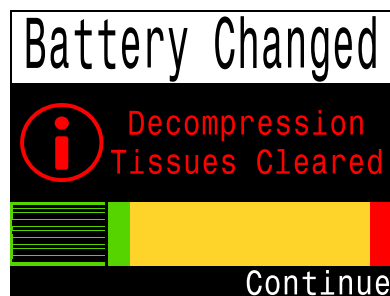 Battery Changed
Decompression
Tissues Cleared
Continue